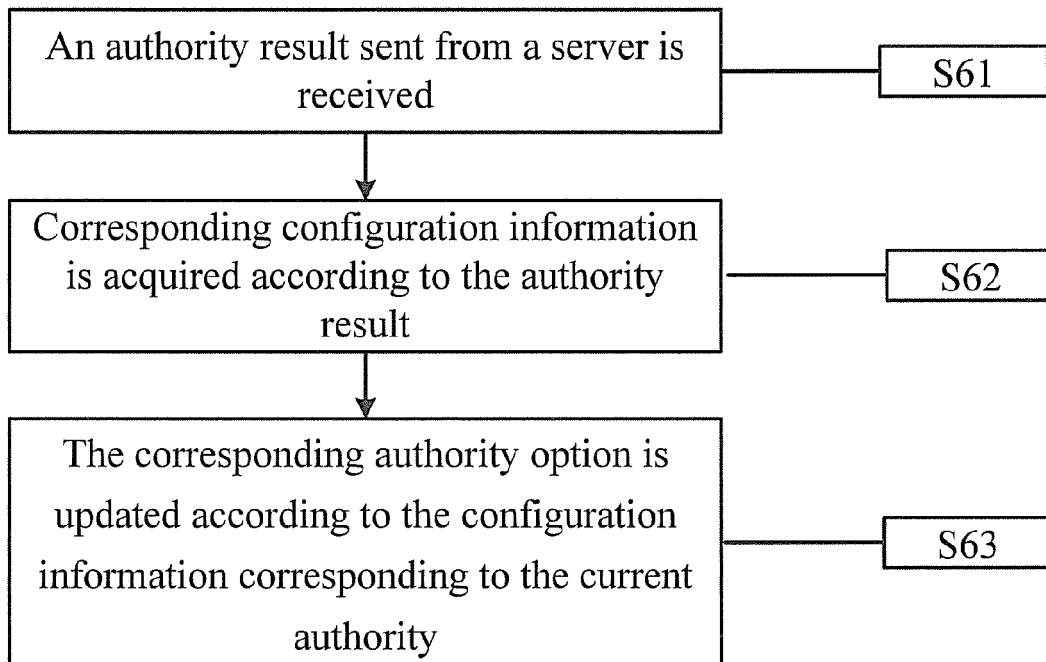 An authority result sent from a server is
received
S61
Corresponding configuration information
is acquired according to the authority
result
S62
The corresponding authority option is
updated according to the configuration
information corresponding to the current
authority
S63